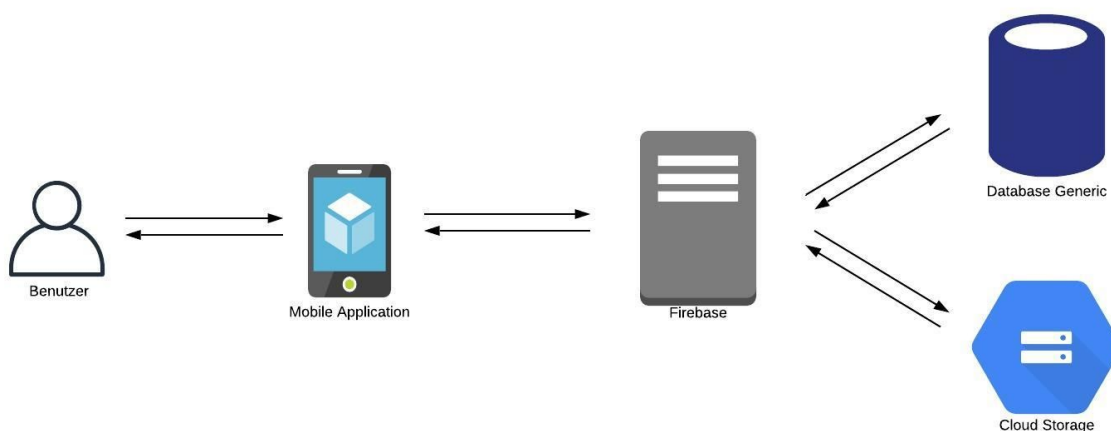 Benutzer
Mobile Application
Firebase
Database Generic
Cloud Storage